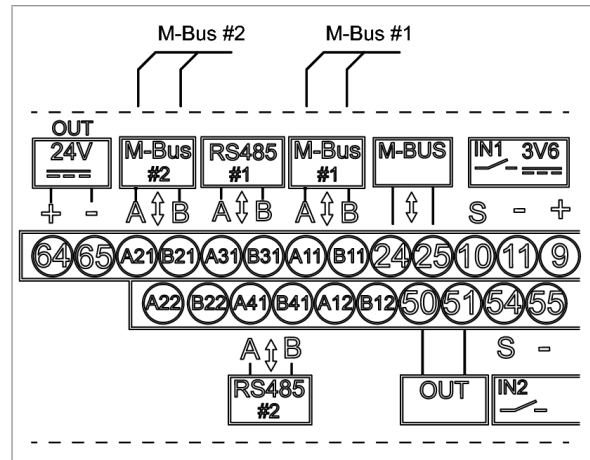 M-Bus #2 M-Bus #1
OUT
24V M-Bus #2 RS485 #1 M-Bus #1 M-BUS IN1 3V6
+ - A B A B A B S - +
64 65 A21 B21 A31 B31 A11 B11 24 25 10 11 9
A22 B22 A41 B41 A12 B12 50 51 54 55
A B S -
RS485 #2 OUT IN2